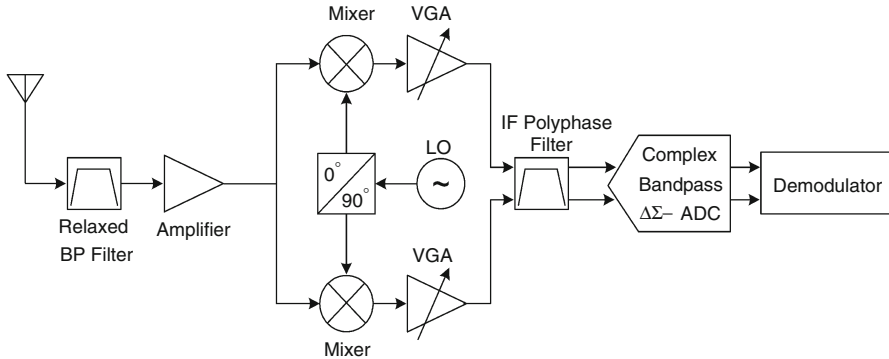 Mixer
VGA
IF Polyphase
Filter
LO
0°
90°
~
Complex
Bandpass
ΔΣ– ADC
Demodulator
Relaxed
BP Filter
Amplifier
VGA
Mixer